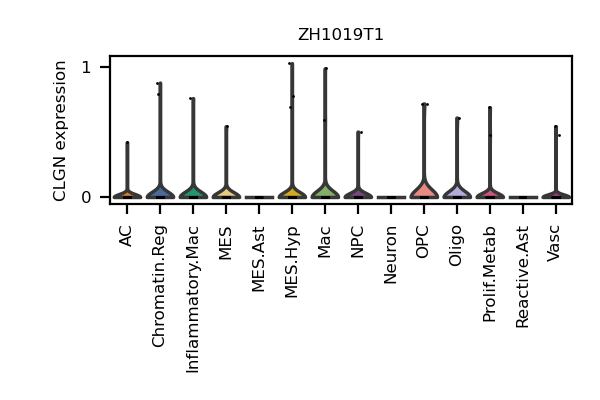 ZH1019T1
CLGN expression
1
0
AC
Chromatin.Reg
Inflammatory.Mac
MES
MES.Ast
MES.Hyp
Mac
NPC
Neuron
OPC
Oligo
Prolif.Metab
Reactive.Ast
Vasc